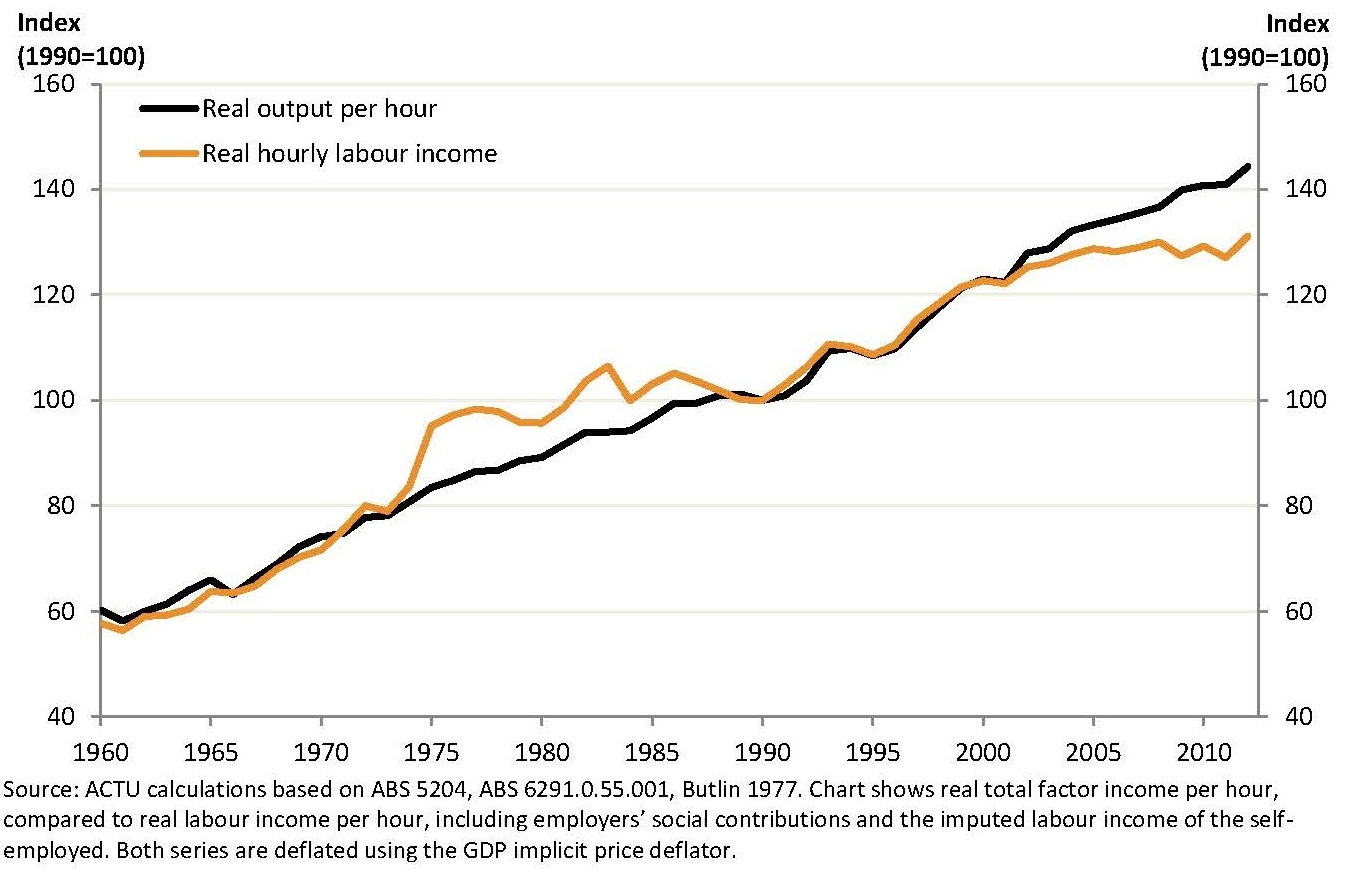 Index
(1990=100)
Index
(1990=100)
160
160
Real output per hour
Real hourly labour income
140
140
120
120
100
100
80
80
60
60
40
40
1960 1965 1970 1975 1980 1985 1990 1995 2000 2005 2010
Source: ACTU calculations based on ABS 5204, ABS 6291.0.55.001, Butlin 1977. Chart shows real total factor income per hour,
compared to real labour income per hour, including employers’ social contributions and the imputed labour income of the self-
employed. Both series are deflated using the GDP implicit price deflator.